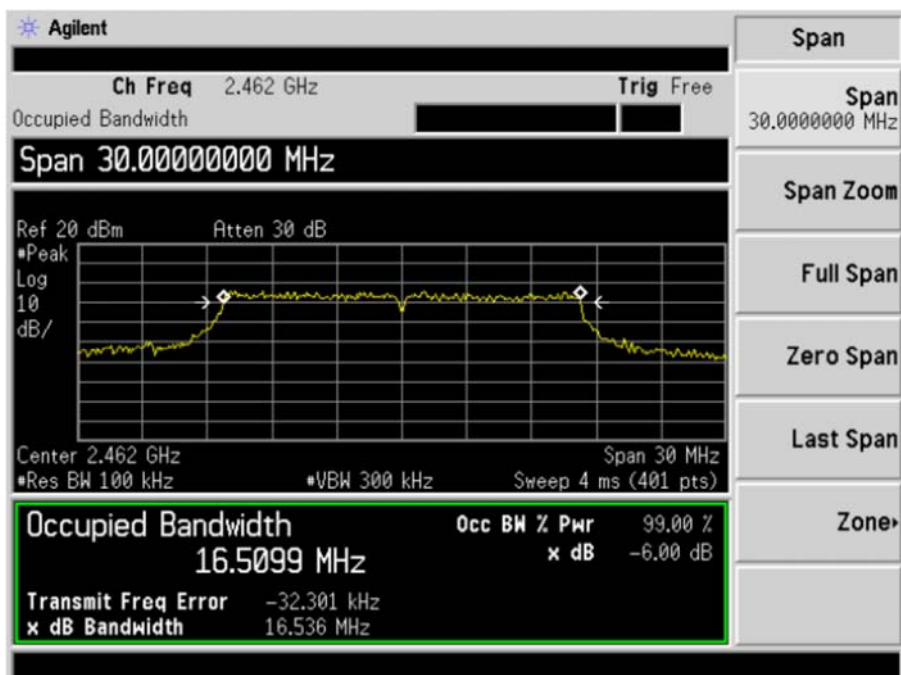 Agilent
Span
Ch Freq 2.462 GHz Trig Free
Occupied Bandwidth
Span
30.0000000 MHz
Span 30.00000000 MHz
Span Zoom
Ref 20 dBm Atten 30 dB
#Peak
Log
10
dB/
Full Span
Zero Span
Last Span
Center 2.462 GHz Span 30 MHz
#Res BW 100 kHz #VBW 300 kHz Sweep 4 ms (401 pts)
Occupied Bandwidth Occ BW % Pwr 99.00 %
16.5099 MHz x dB -6.00 dB
Zone
Transmit Freq Error -32.301 kHz
x dB Bandwidth 16.536 MHz